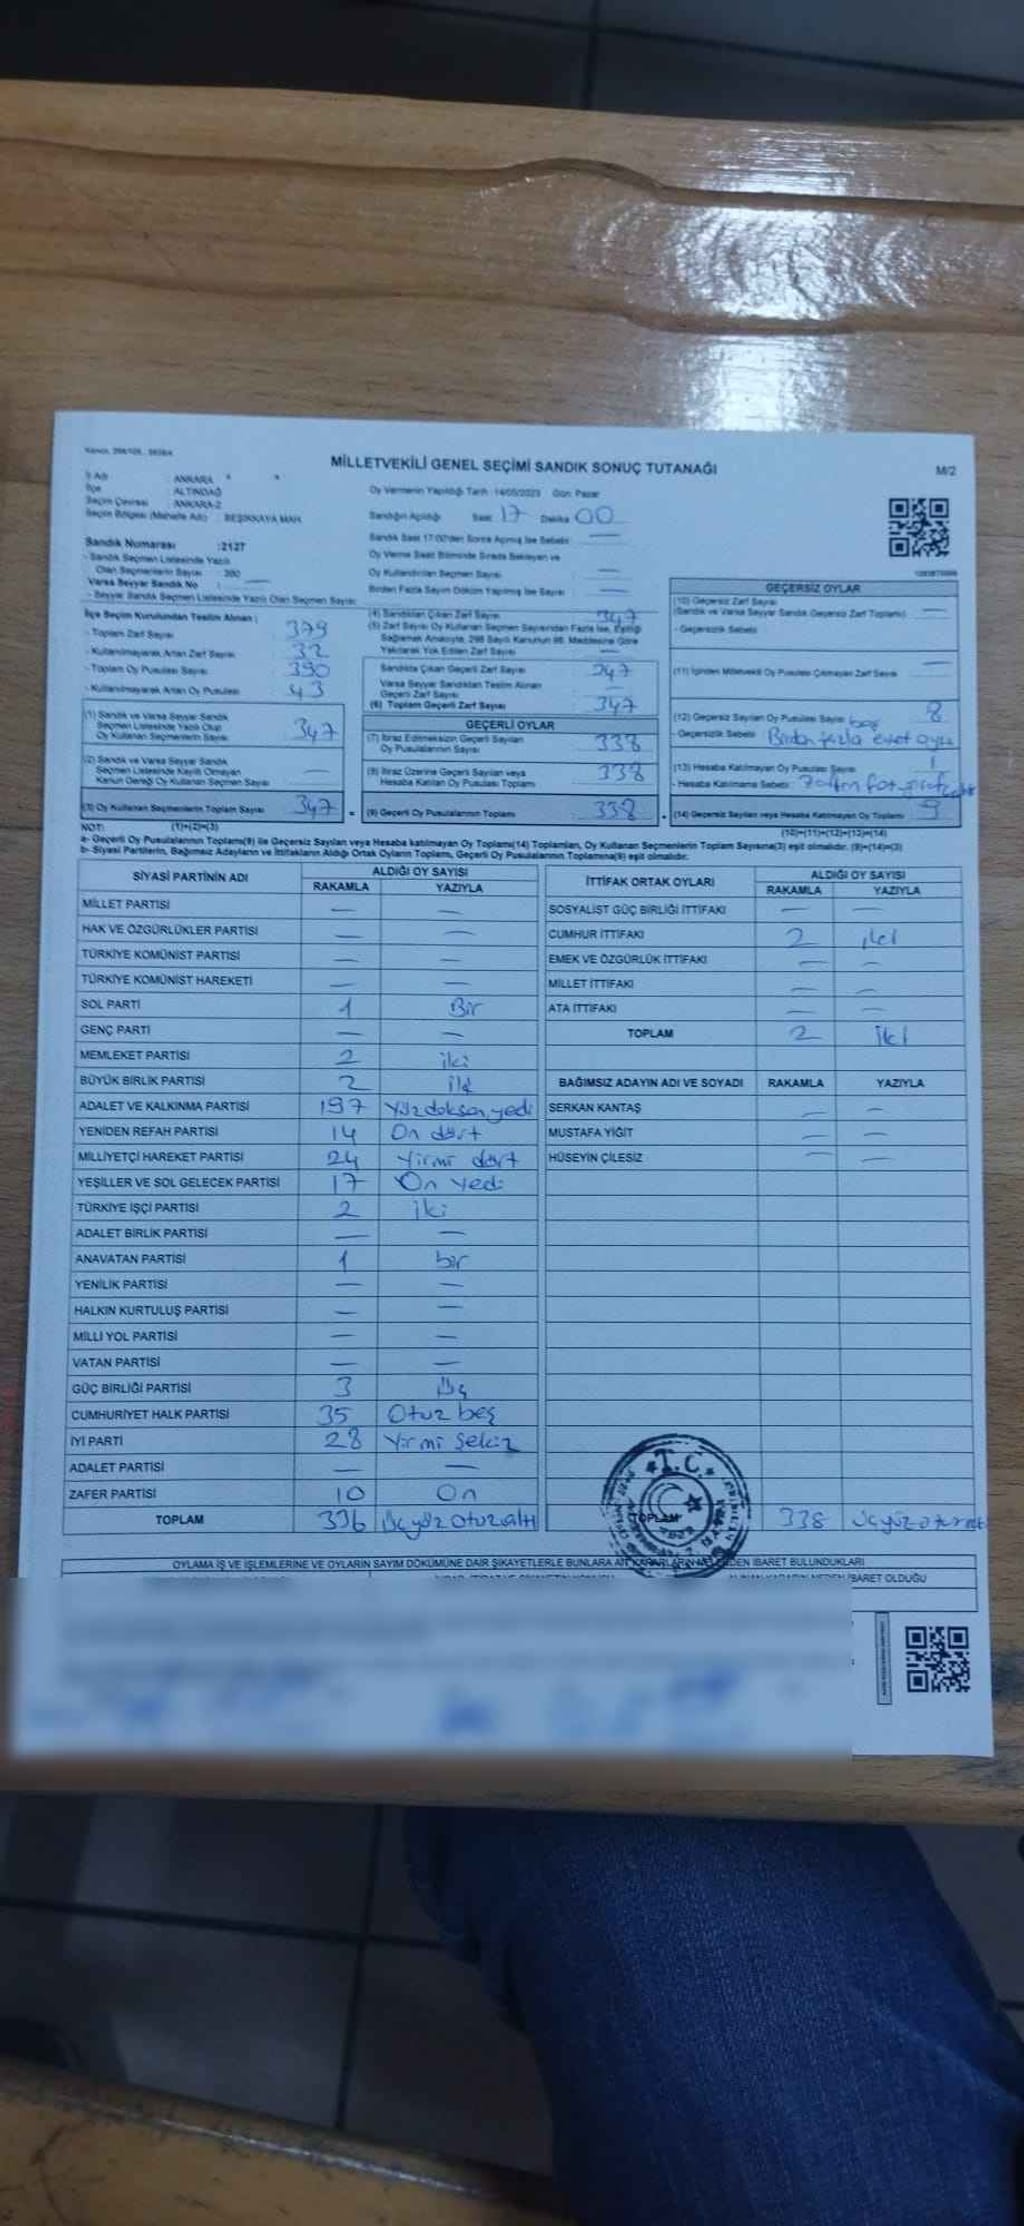 MİLLETVEKİLİ GENEL SEÇİMİ SANDIK SONUÇ TUTANAĞI
M/2
İl Adı : ANKARA
İlçe : ALTINDAĞ
Seçim Çevresi : ANKARA-2
Seçim Bölgesi (Mahalle Adı) : BEŞİKKAYA MAH.
Oy Vermenin Yapıldığı Tarih : 14/05/2023 Gün: Pazar
Sandığın Açıldığı Saat: 17 Dakika 00
Sandık Numarası : 2127
- Sandık Seçmen Listesinde Yazılı
Olan Seçmenlerin Sayısı : 380
Varsa Seyyar Sandık No : —
- Seyyar Sandık Seçmen Listesinde Yazılı Olan Seçmen Sayısı:
Sandık Saat 17:00'den Sonra Açılmış İse Sebebi : —
Oy Verme Saati Bitiminde Sırada Bekleyen ve
Oy Kullandırılan Seçmen Sayısı : —
Birden Fazla Sayım Döküm Yapılmış İse Sayısı : —
İlçe Seçim Kurulundan Teslim Alınan :
- Toplam Zarf Sayısı : 379
- Kullanılmayarak Artan Zarf Sayısı : 32
- Toplam Oy Pusulası Sayısı : 390
- Kullanılmayarak Artan Oy Pusulası : 43
(1) Sandık ve Varsa Seyyar Sandık
Seçmen Listesinde Yazılı Olup
Oy Kullanan Seçmenlerin Sayısı : 347
(2) Sandık ve Varsa Seyyar Sandık
Seçmen Listesinde Kayıtlı Olmayan
Kanun Gereği Oy Kullanan Seçmen Sayısı : —
(3) Oy Kullanan Seçmenlerin Toplam Sayısı : 347
(1)+(2)=(3)
(4) Sandıktan Çıkan Zarf Sayısı : 347
(5) Zarf Sayısı Oy Kullanan Seçmen Sayısından Fazla İse, Eşitliği
Sağlamak Amacıyla, 298 Sayılı Kanunun 98. Maddesine Göre
Yakılarak Yok Edilen Zarf Sayısı : —
Sandıkta Çıkan Geçerli Zarf Sayısı : 347
Varsa Seyyar Sandıktan Teslim Alınan
Geçerli Zarf Sayısı : —
(6) Toplam Geçerli Zarf Sayısı : 347
GEÇERLİ OYLAR
(7) İtiraz Edilmeksizin Geçerli Sayılan
Oy Pusulalarının Sayısı : 338
(8) İtiraz Üzerine Geçerli Sayılan veya
Hesaba Katılan Oy Pusulaları Toplamı : 338
= (9) Geçerli Oy Pusulalarının Toplamı : 338
GEÇERSİZ OYLAR
(10) Geçersiz Zarf Sayısı
(Sandık ve Varsa Seyyar Sandık Geçersiz Zarf Toplamı) : —
- Geçersizlik Sebebi :
(11) İçinden Milletvekili Oy Pusulası Çıkmayan Zarf Sayısı : —
(12) Geçersiz Sayılan Oy Pusulası Sayısı 8
- Geçersizlik Sebebi : Birden fazla evet oyu
(13) Hesaba Katılmayan Oy Pusulası Sayısı 1
- Hesaba Katılmama Sebebi :
+ (14) Geçersiz Sayılan veya Hesaba Katılmayan Oy Toplamı : 9
(10)+(11)+(12)+(13)=(14)
NOT:
a- Geçerli Oy Pusulalarının Toplamı(9) ile Geçersiz Sayılan veya Hesaba katılmayan Oy Toplamı(14) Toplamları, Oy Kullanan Seçmenlerin Toplam Sayısına(3) eşit olmalıdır. (9)+(14)=(3)
b- Siyasi Partilerin, Bağımsız Adayların ve İttifakların Aldığı Ortak Oyların Toplamı, Geçerli Oy Pusulalarının Toplamına(9) eşit olmalıdır.
SİYASİ PARTİNİN ADI ALDIĞI OY SAYISI
RAKAMLA YAZIYLA
MİLLET PARTİSİ — —
HAK VE ÖZGÜRLÜKLER PARTİSİ — —
TÜRKİYE KOMÜNİST PARTİSİ — —
TÜRKİYE KOMÜNİST HAREKETİ — —
SOL PARTİ 1 Bir
GENÇ PARTİ — —
MEMLEKET PARTİSİ 2 iki
BÜYÜK BİRLİK PARTİSİ 2 iki
ADALET VE KALKINMA PARTİSİ 197 Yüz doksan yedi
YENİDEN REFAH PARTİSİ 14 On dört
MİLLİYETÇİ HAREKET PARTİSİ 24 Yirmi dört
YEŞİLLER VE SOL GELECEK PARTİSİ 17 On yedi
TÜRKİYE İŞÇİ PARTİSİ 2 iki
ADALET BİRLİK PARTİSİ — —
ANAVATAN PARTİSİ 1 bir
YENİLİK PARTİSİ — —
HALKIN KURTULUŞ PARTİSİ — —
MİLLİ YOL PARTİSİ — —
VATAN PARTİSİ — —
GÜÇ BİRLİĞİ PARTİSİ 3 Üç
CUMHURİYET HALK PARTİSİ 35 Otuz beş
İYİ PARTİ 28 Yirmi Sekiz
ADALET PARTİSİ — —
ZAFER PARTİSİ 10 On
TOPLAM 336 Üç yüz otuz altı
İTTİFAK ORTAK OYLARI ALDIĞI OY SAYISI
RAKAMLA YAZIYLA
SOSYALİST GÜÇ BİRLİĞİ İTTİFAKI — —
CUMHUR İTTİFAKI 2 iki
EMEK VE ÖZGÜRLÜK İTTİFAKI — —
MİLLET İTTİFAKI — —
ATA İTTİFAKI — —
TOPLAM 2 İki
BAĞIMSIZ ADAYIN ADI VE SOYADI RAKAMLA YAZIYLA
SERKAN KANTAŞ — —
MUSTAFA YİĞİT — —
HÜSEYİN ÇİLESİZ — —
T.C.
TOPLAM 338
OYLAMA İŞ VE İŞLEMLERİNE VE OYLARIN SAYIM DÖKÜMÜNE DAİR ŞİKAYETLERLE BUNLARA AİT KARARLARIN NELERDEN İBARET BULUNDUKLARI